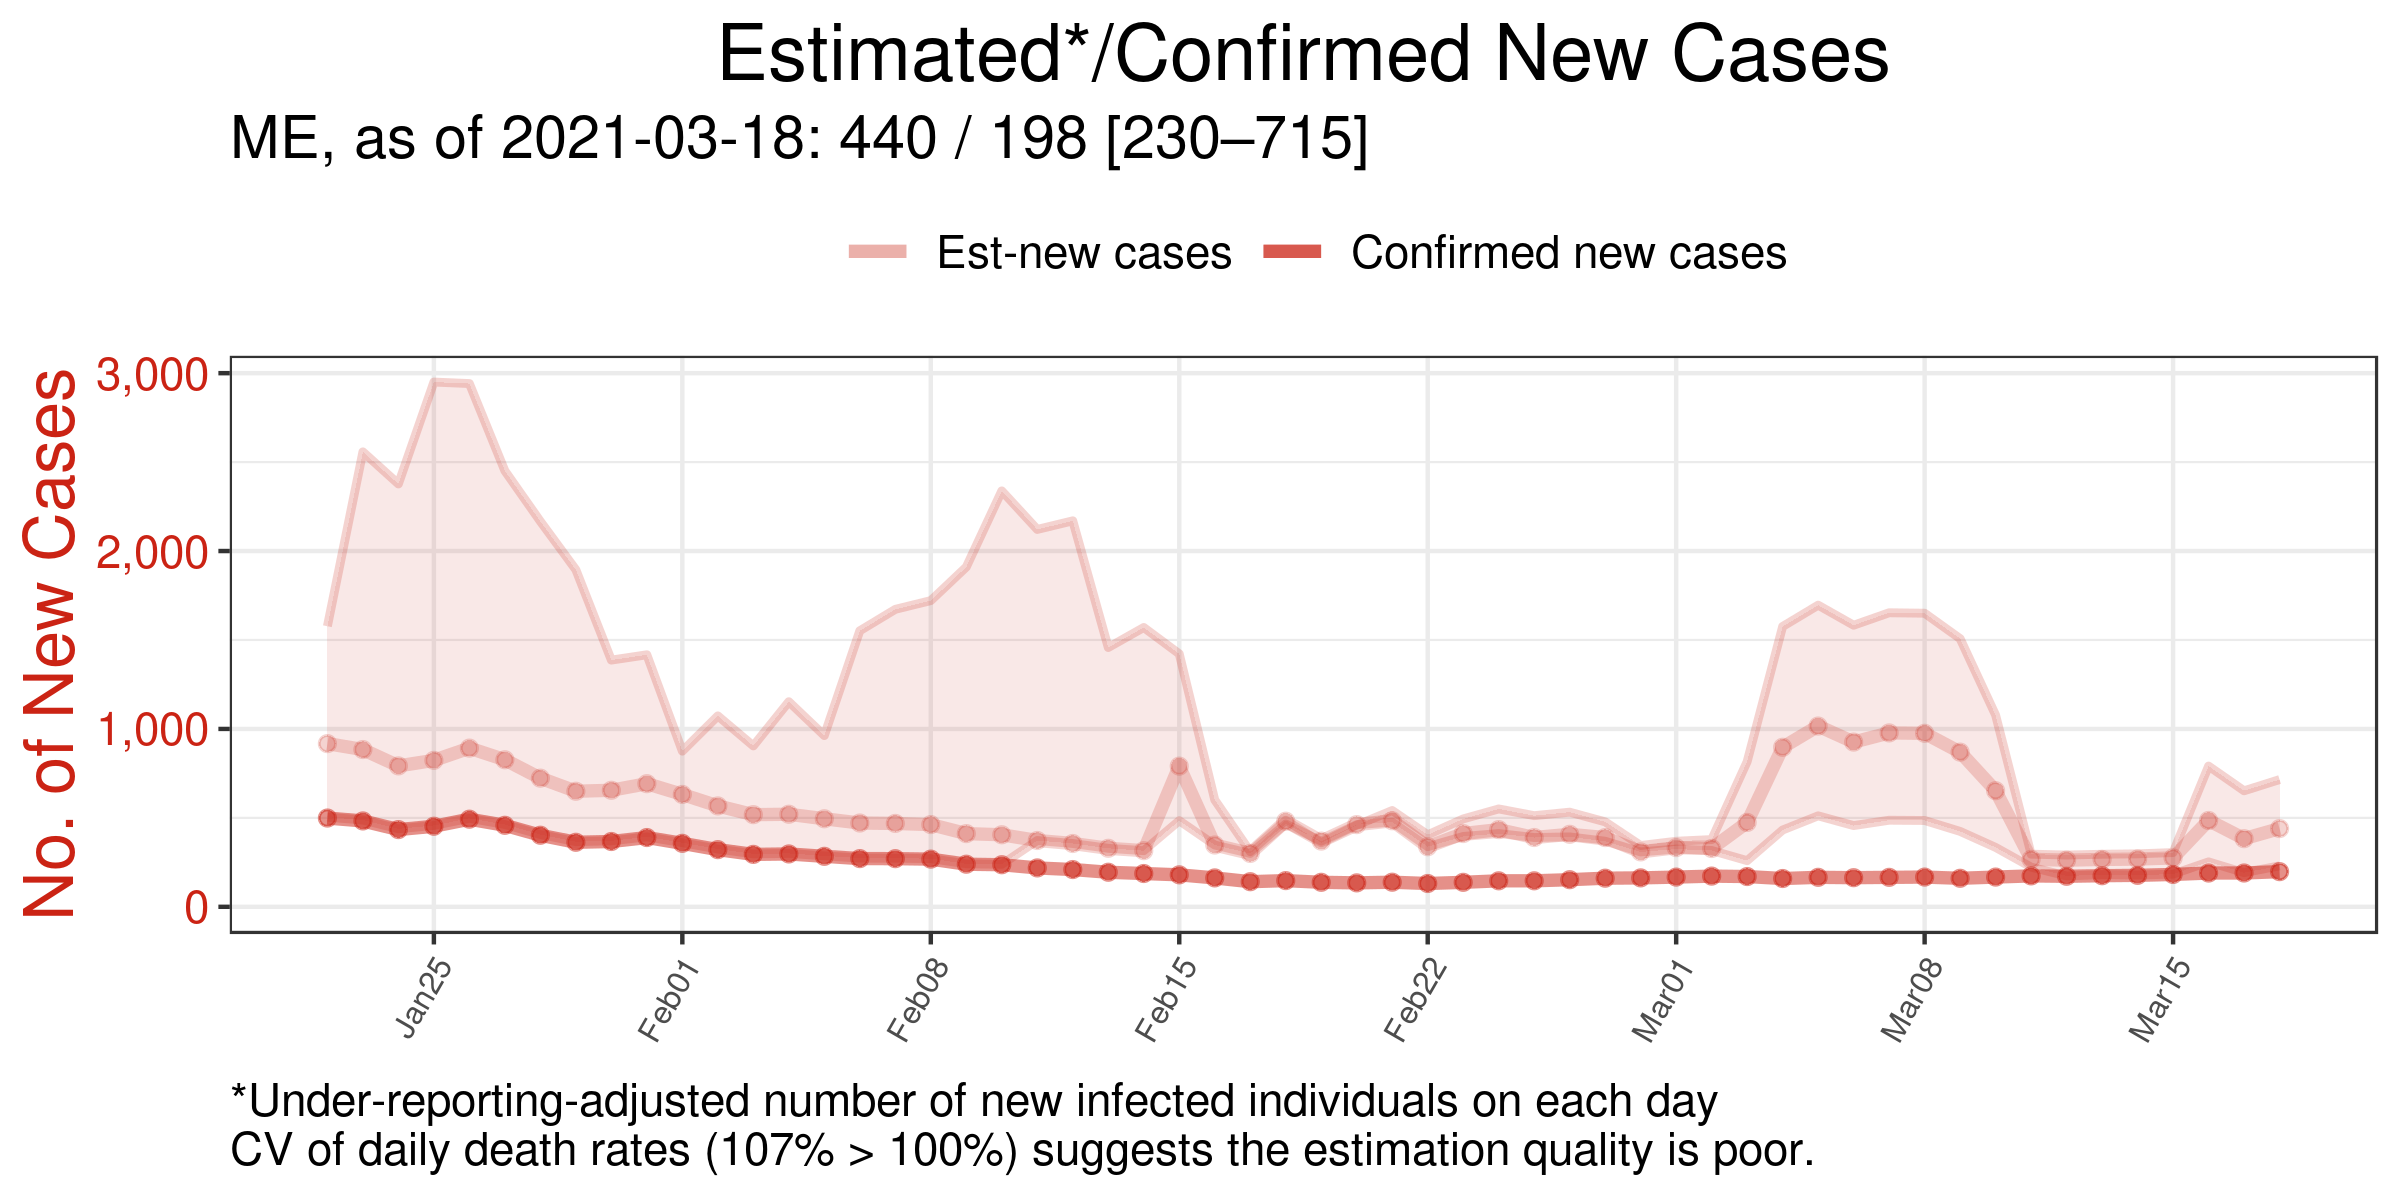 Estimated*/Confirmed New Cases
ME, as of 2021-03-18: 440 / 198 [230–715]
Est-new cases Confirmed new cases
No. of New Cases
3,000
2,000
1,000
0
Jan25 Feb01 Feb08 Feb15 Feb22 Mar01 Mar08 Mar15
*Under-reporting-adjusted number of new infected individuals on each day
CV of daily death rates (107% > 100%) suggests the estimation quality is poor.